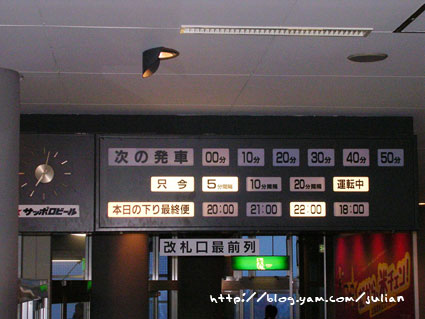 次の発車 00分 10分 20分 30分 40分 50分
只今 5分間隔 10分間隔 20分間隔 運転中
本日の下り最終便 20:00 21:00 22:00 18:00
サッポロビール
改札口最前列
http://blog.yam.com/julian